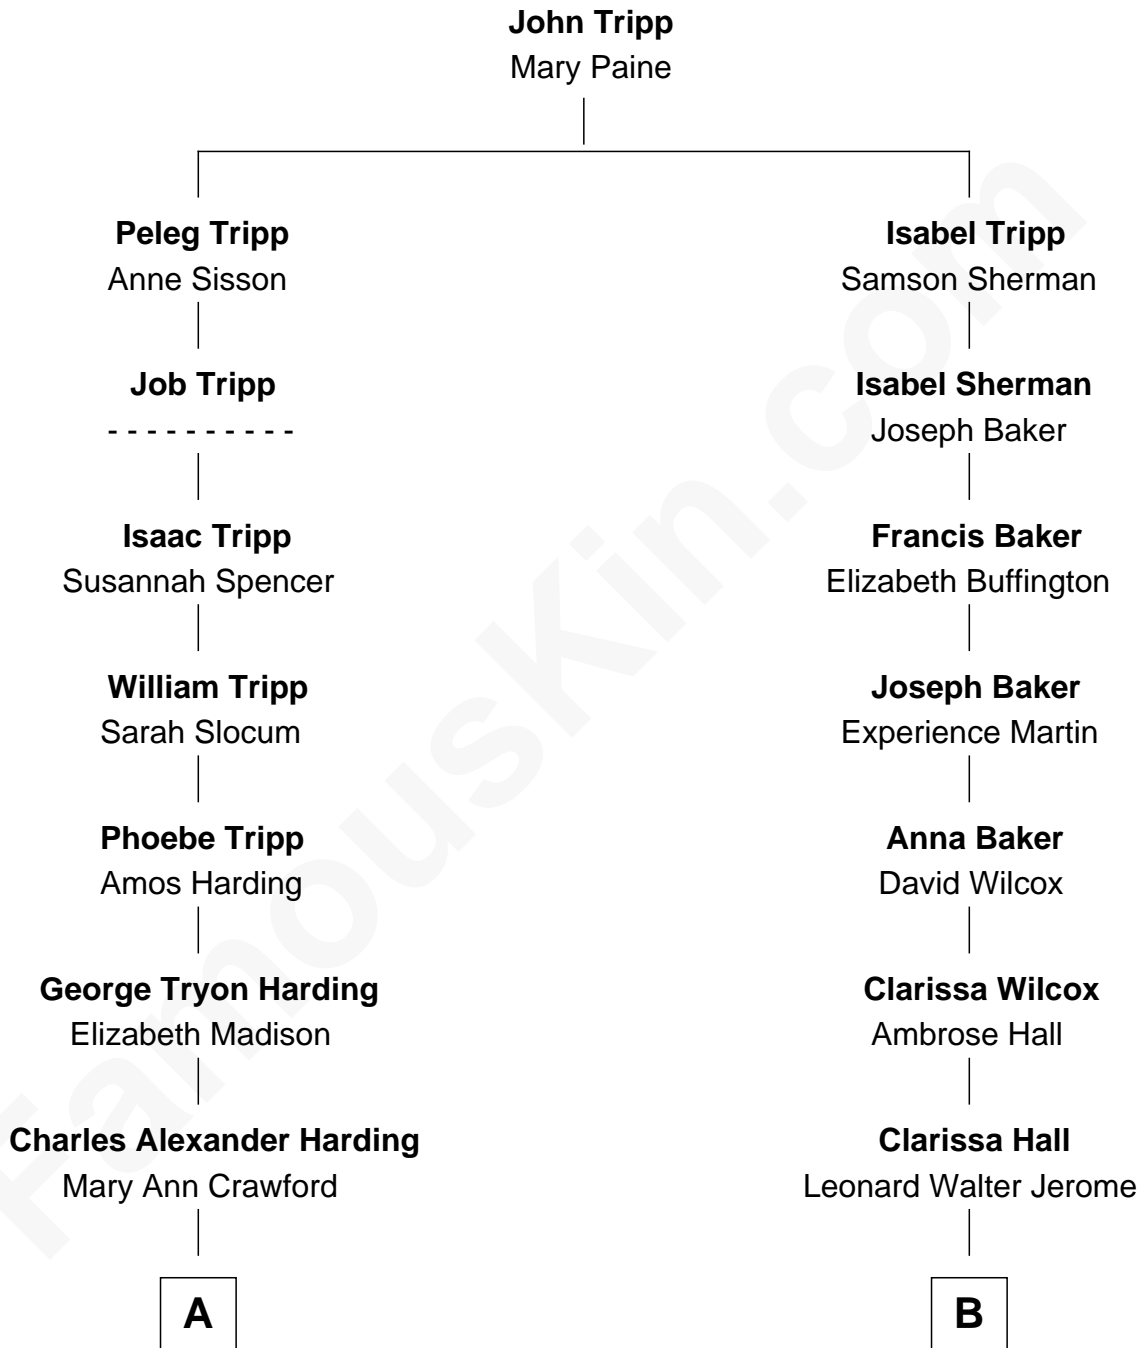 John Tripp
Mary Paine
Peleg Tripp
Anne Sisson
Job Tripp
- - - - - - - - - -
Isaac Tripp
Susannah Spencer
William Tripp
Sarah Slocum
Phoebe Tripp
Amos Harding
George Tryon Harding
Elizabeth Madison
Charles Alexander Harding
Mary Ann Crawford
A
Isabel Tripp
Samson Sherman
Isabel Sherman
Joseph Baker
Francis Baker
Elizabeth Buffington
Joseph Baker
Experience Martin
Anna Baker
David Wilcox
Clarissa Wilcox
Ambrose Hall
Clarissa Hall
Leonard Walter Jerome
B
FamousKin.com